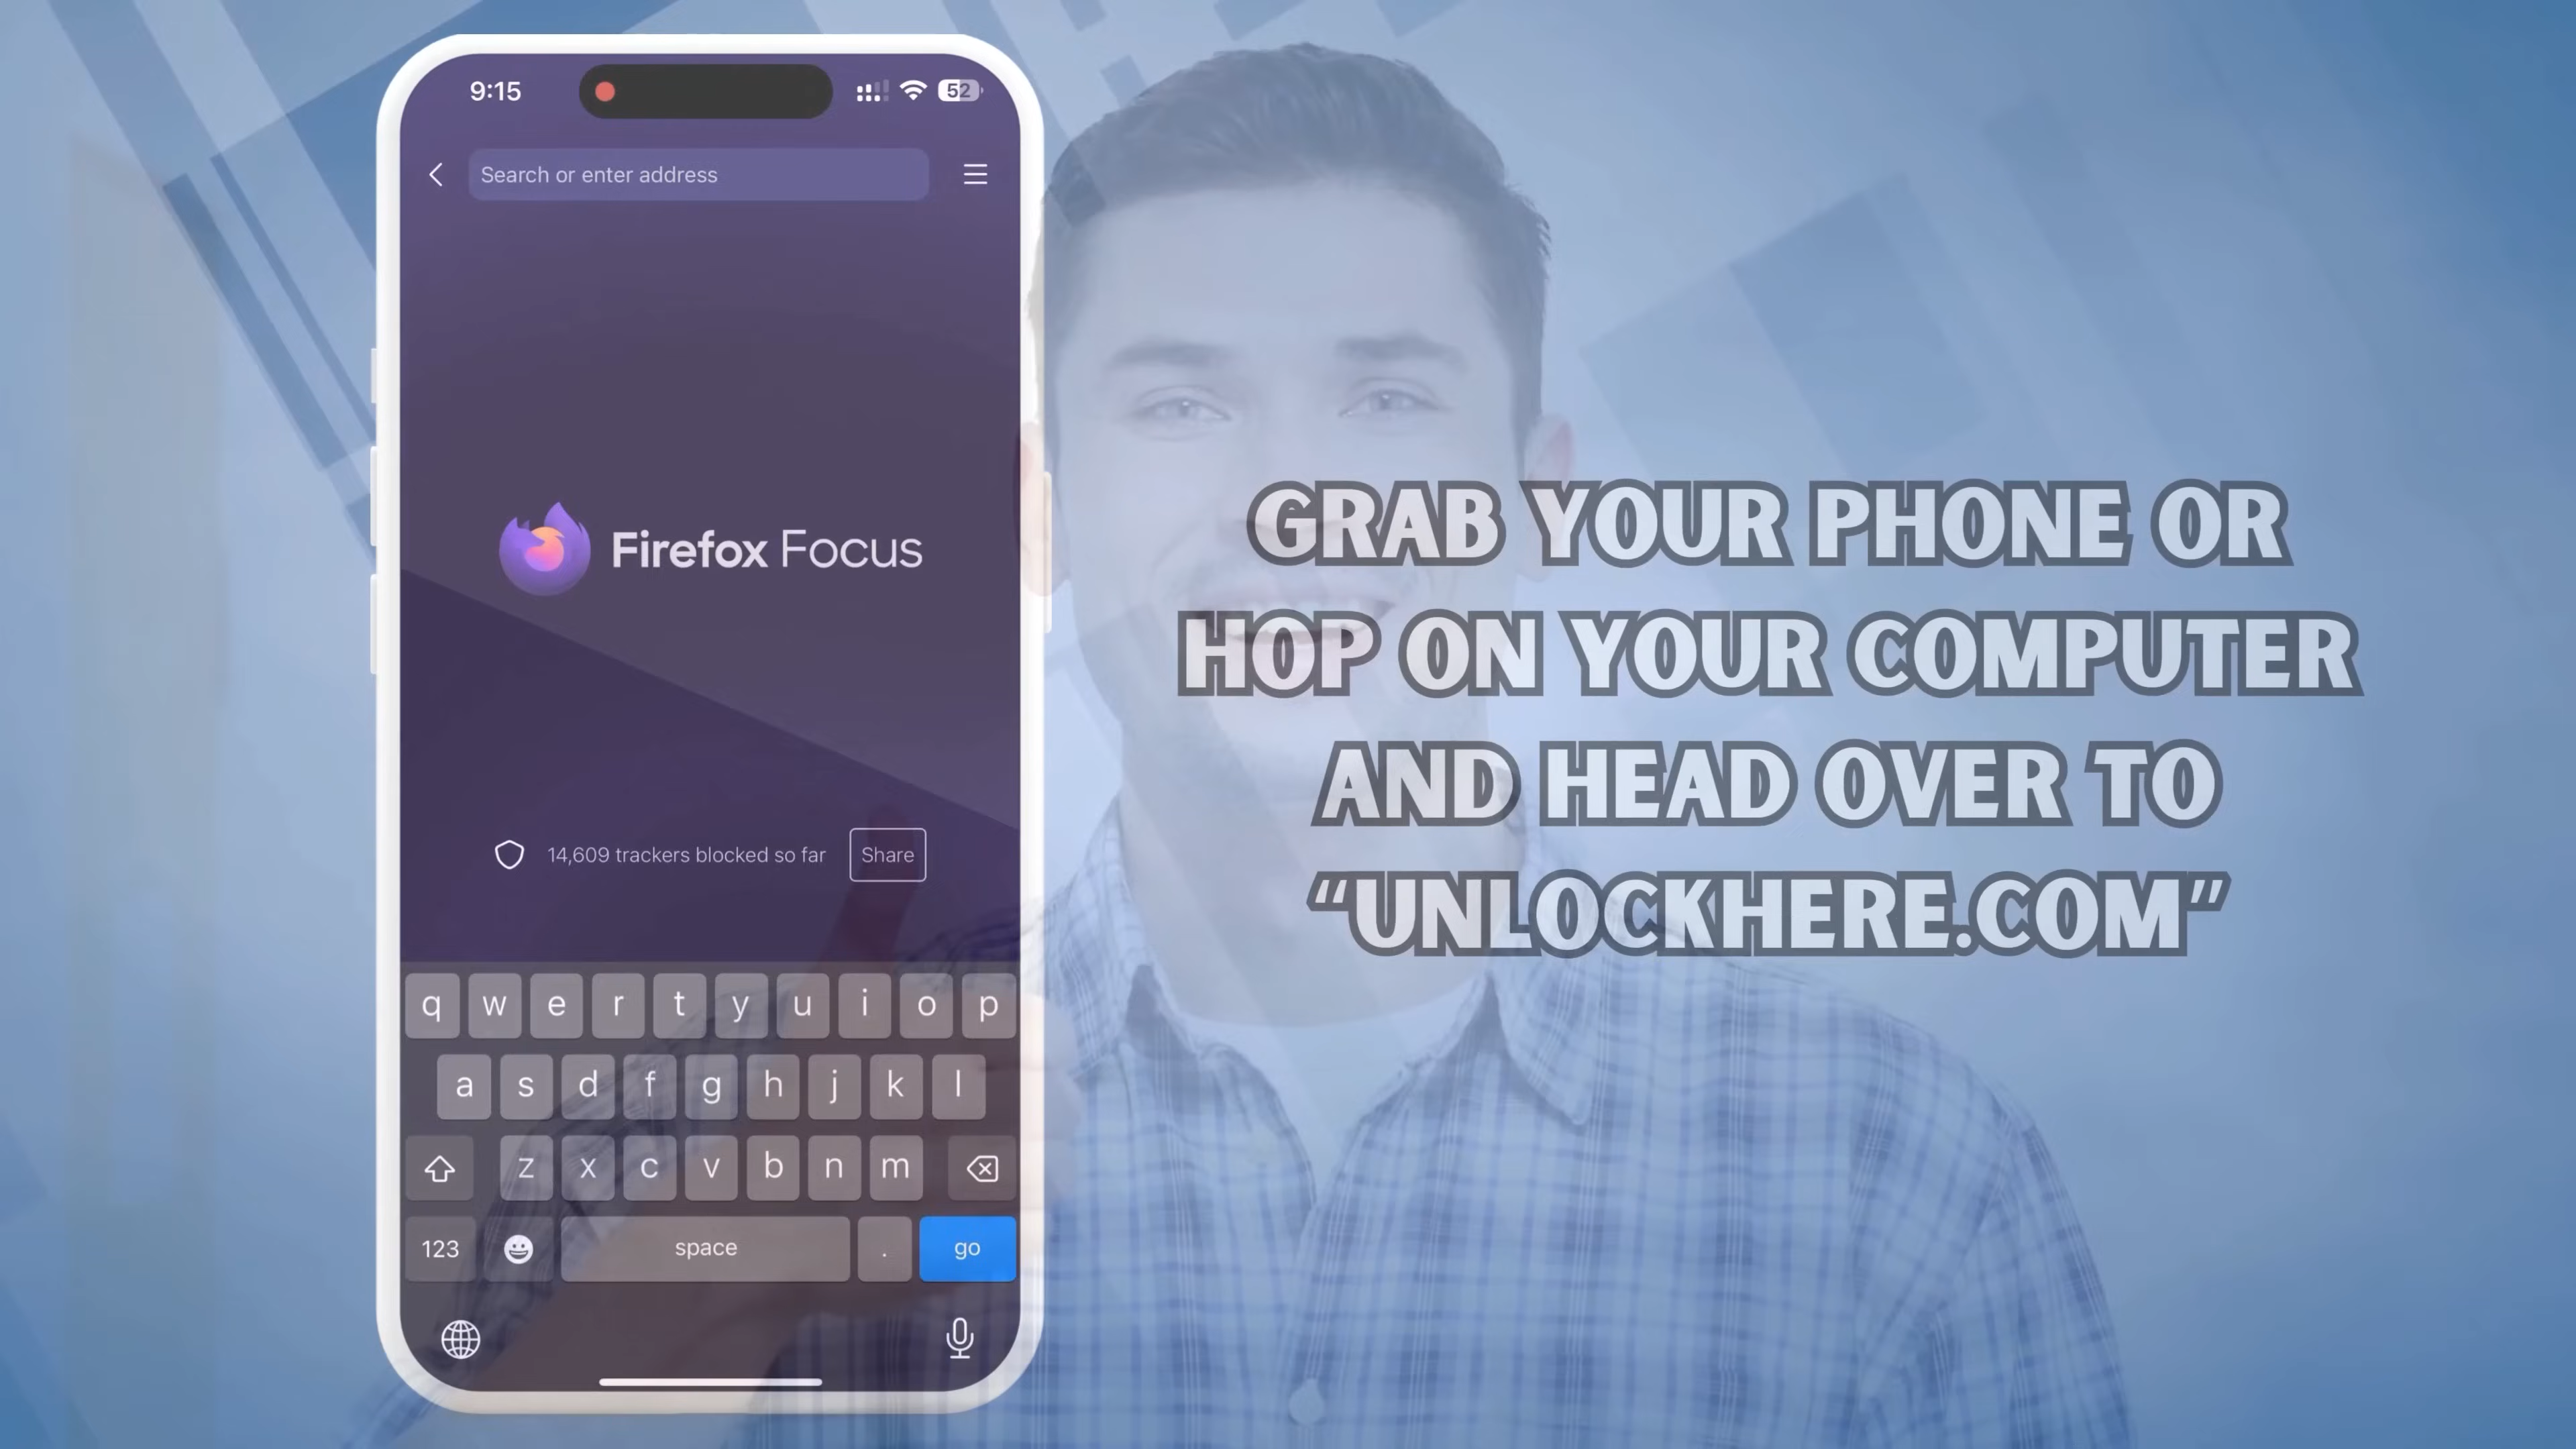 9:15
52
Search or enter address
Firefox Focus
14,609 trackers blocked so far Share
q w e r t y u i o p
a s d f g h j k l
z x c v b n m
123 space . go
GRAB YOUR PHONE OR
HOP ON YOUR COMPUTER
AND HEAD OVER TO
“UNLOCKHERE.COM”